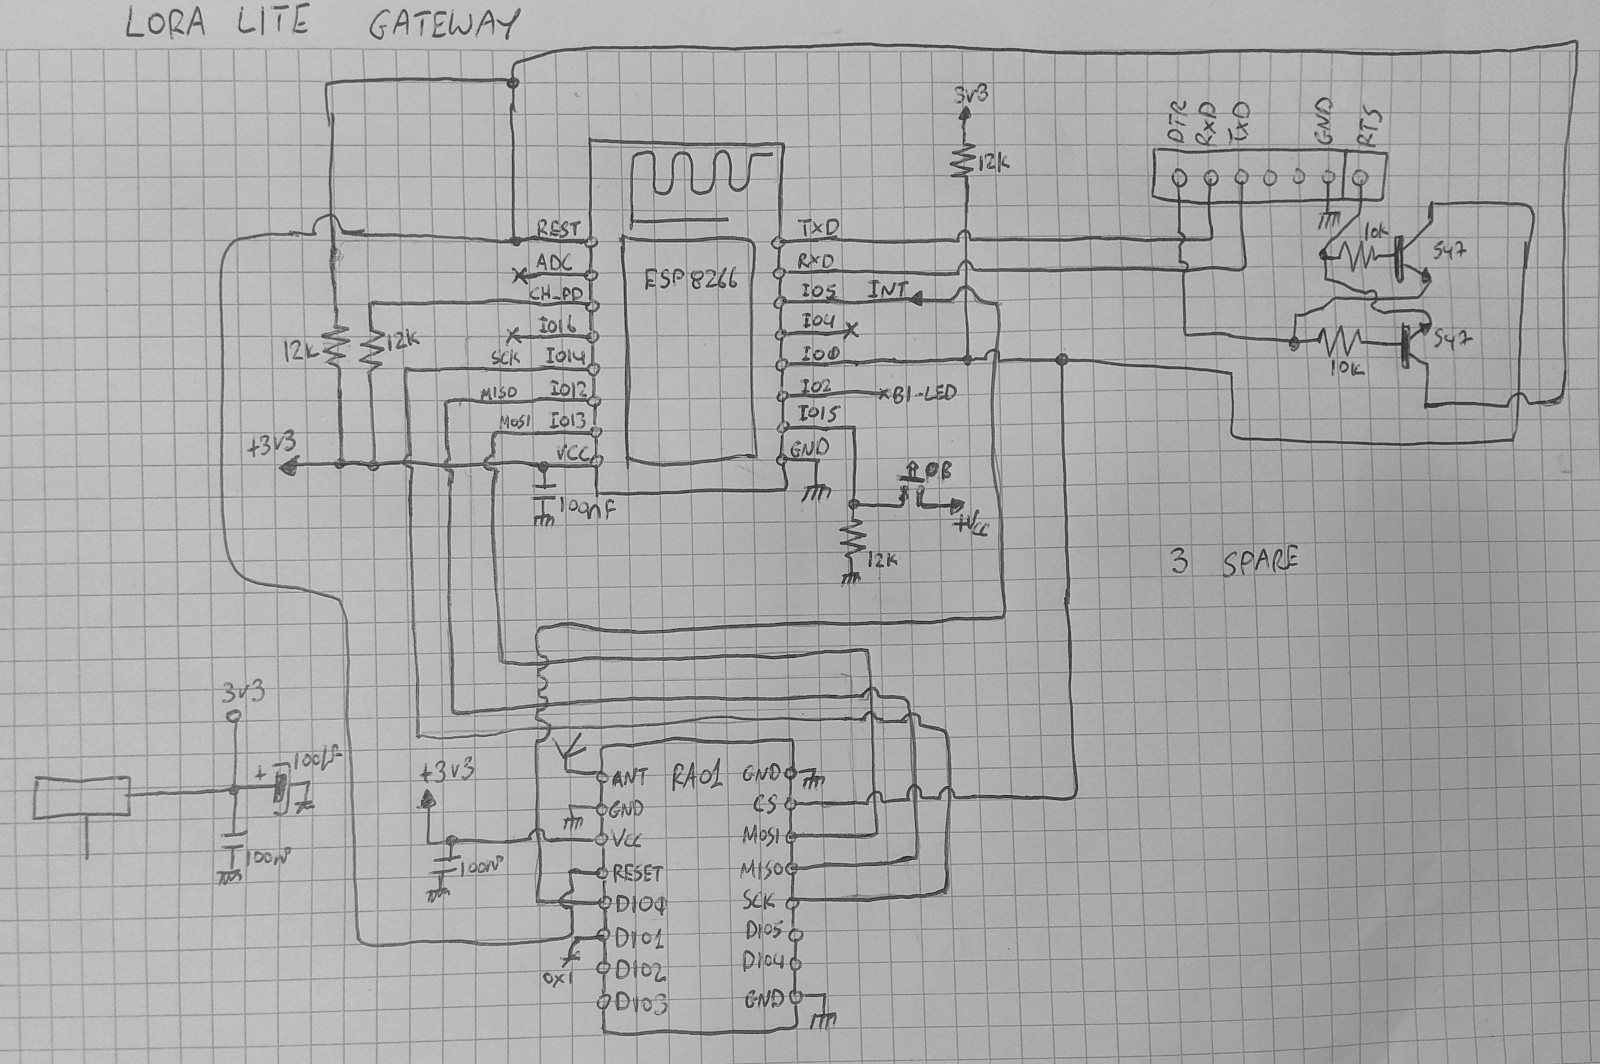 LORA LITE GATEWAY
3v3
12K
DTR
RxD
TxD
GND
RTS
REST
ADC
CH_PD
IO16
SCK IO14
MISO IO12
MOSI IO13
VCC
ESP8266
TXD
RXD
IO5 INT
IO4
IO0
IO2 BI-LED
IO15
GND
12K
12K
+3v3
100nF
PB
+Vcc
12K
10K
547
10K
547
3 SPARE
3v3
+
100µF
100nF
+3v3
100nF
ANT
GND
Vcc
RESET
DIO0
DIO1
DIO2
DIO3
RA01
GND
CS
MOSI
MISO
SCK
DIO5
DIO4
GND